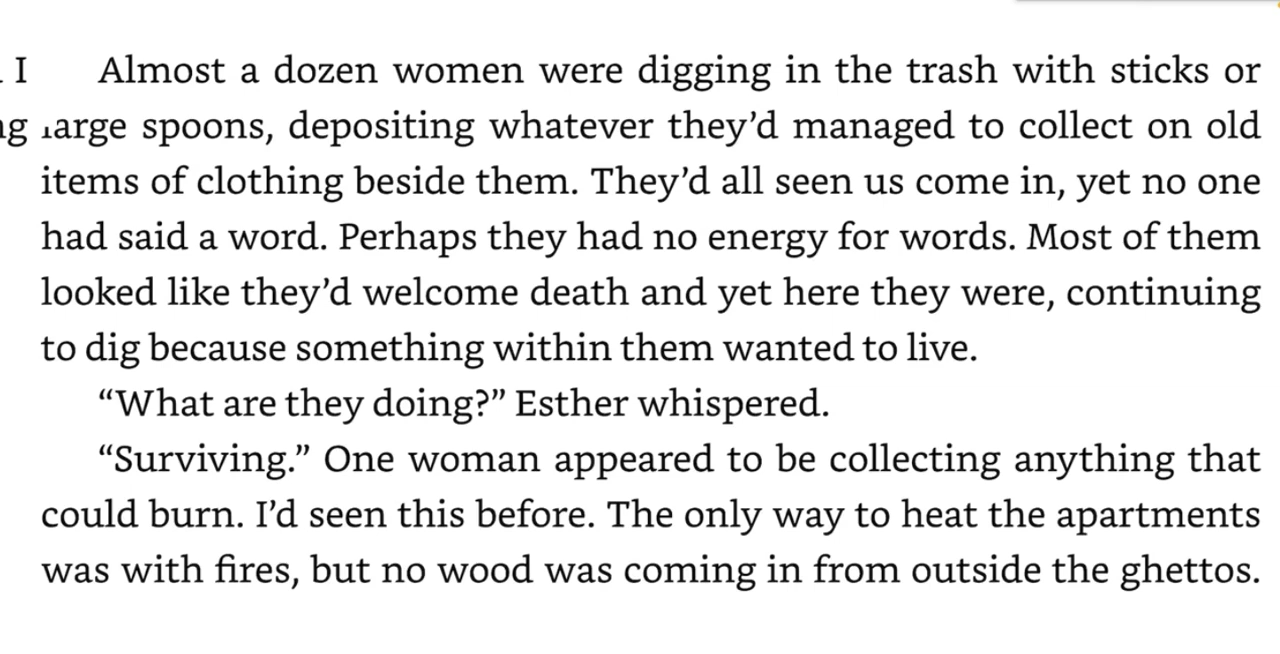 I
Almost a dozen women were digging in the trash with sticks or
large spoons, depositing whatever they’d managed to collect on old
items of clothing beside them. They’d all seen us come in, yet no one
had said a word. Perhaps they had no energy for words. Most of them
looked like they’d welcome death and yet here they were, continuing
to dig because something within them wanted to live.
“What are they doing?” Esther whispered.
“Surviving.” One woman appeared to be collecting anything that
could burn. I’d seen this before. The only way to heat the apartments
was with fires, but no wood was coming in from outside the ghettos.